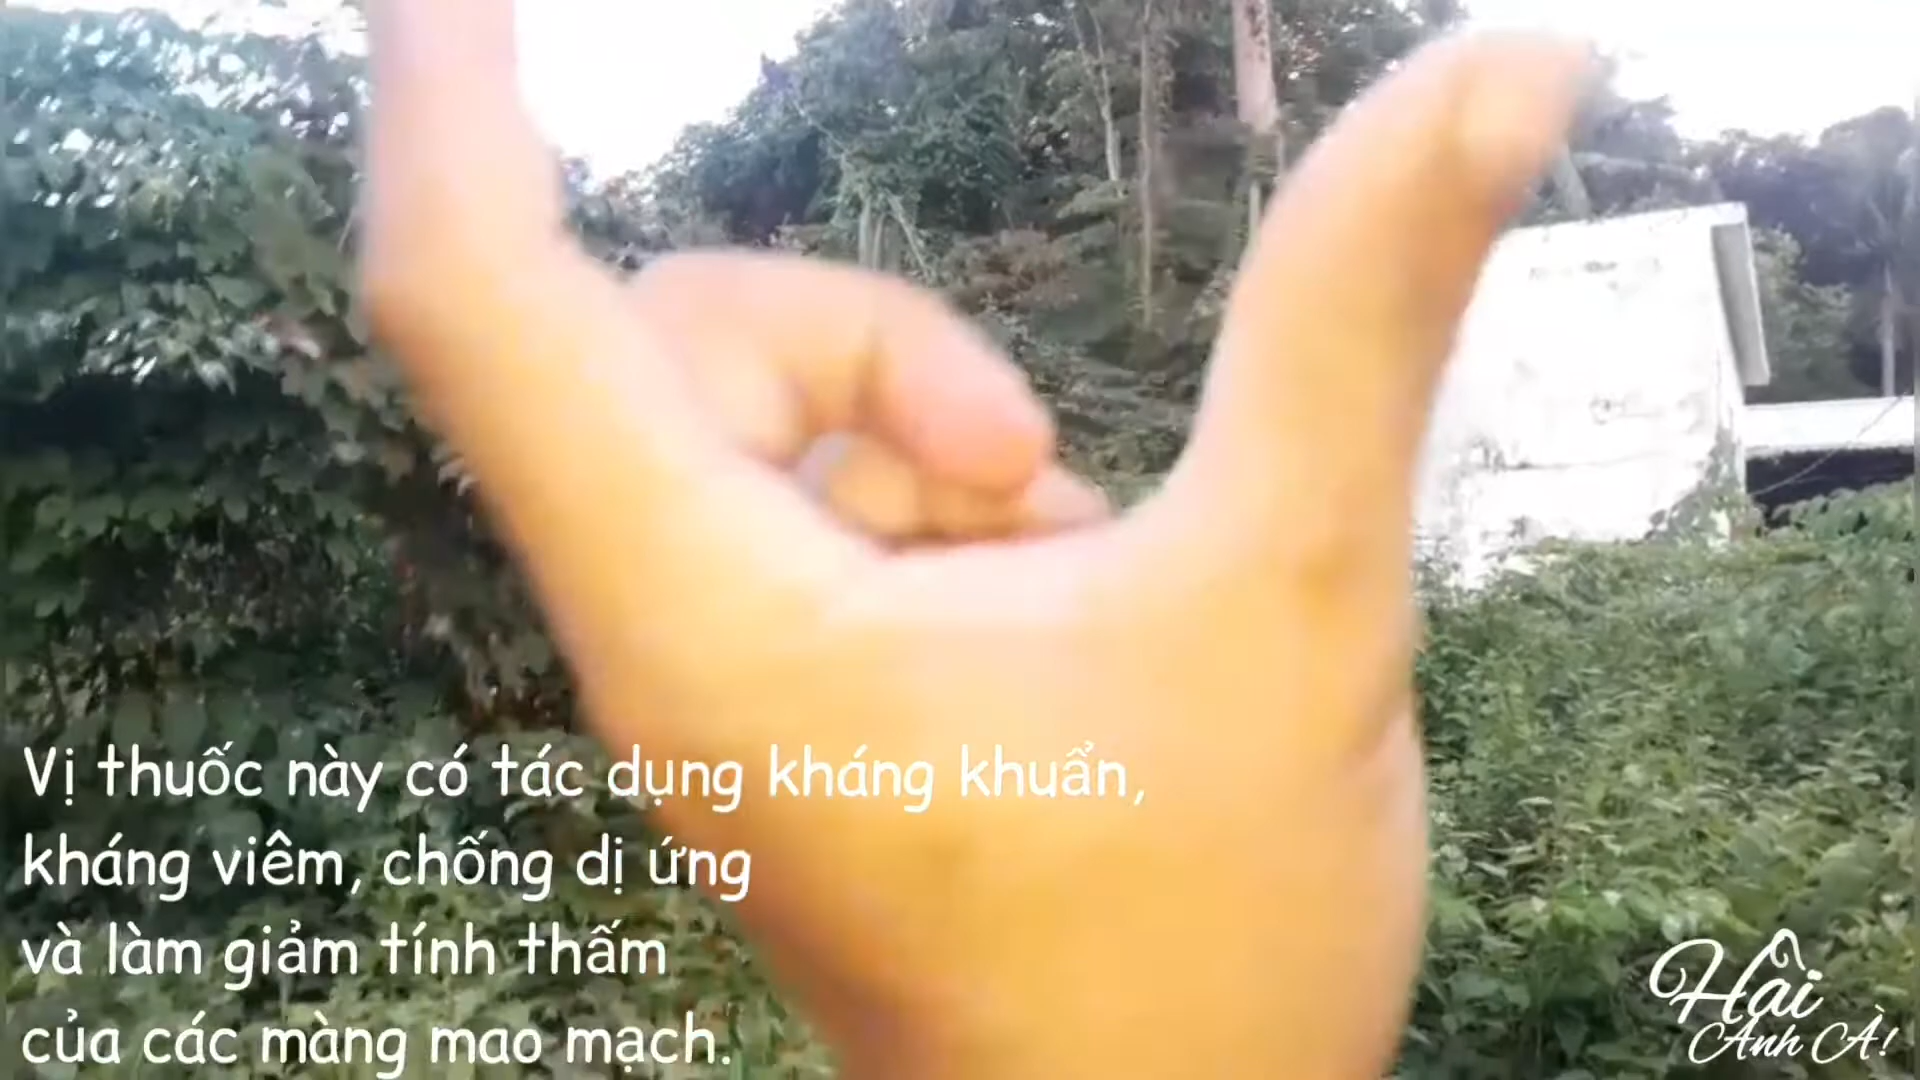 Vị thuốc này có tác dụng kháng khuẩn,
kháng viêm, chống dị ứng
và làm giảm tính thấm
của các màng mao mạch.
Hải
Anh À!